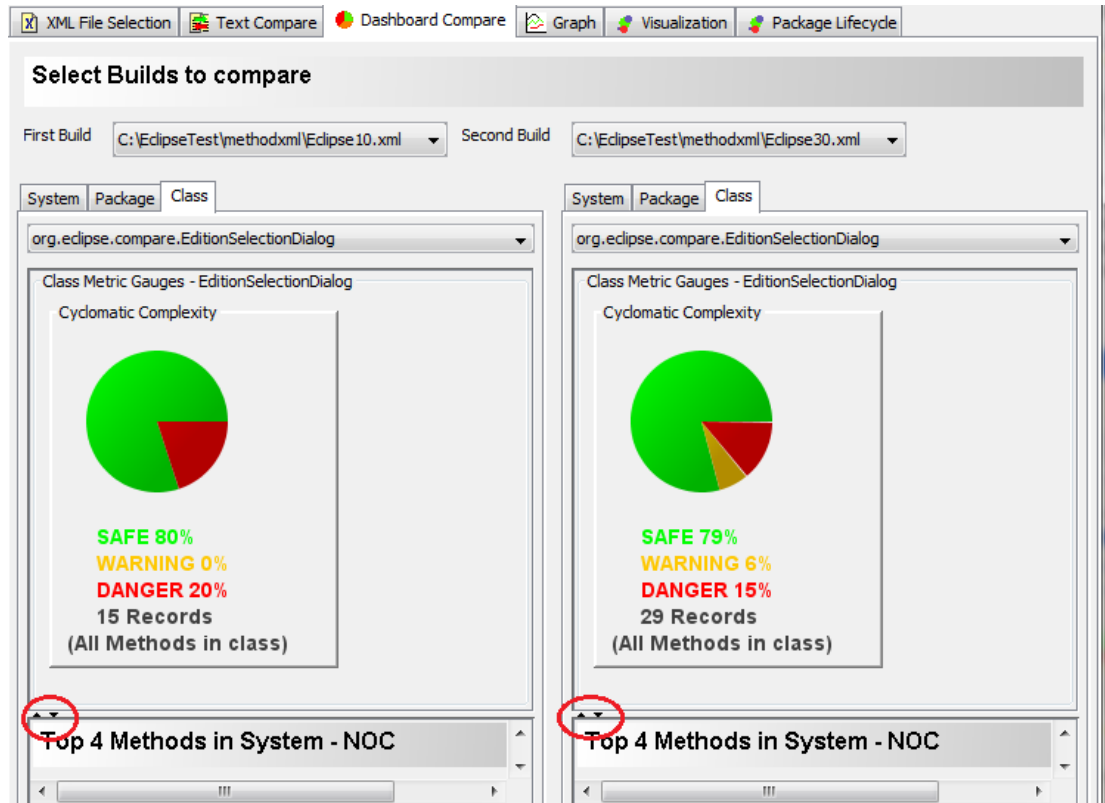 XML File Selection Text Compare Dashboard Compare Graph Visualization Package Lifecycle
Select Builds to compare
First Build C:\EclipseTest\methodxml\Eclipse10.xml Second Build C:\EclipseTest\methodxml\Eclipse30.xml
System Package Class
org.eclipse.compare.EditionSelectionDialog
Class Metric Gauges - EditionSelectionDialog
Cyclomatic Complexity
SAFE 80%
WARNING 0%
DANGER 20%
15 Records
(All Methods in class)
Top 4 Methods in System - NOC
System Package Class
org.eclipse.compare.EditionSelectionDialog
Class Metric Gauges - EditionSelectionDialog
Cyclomatic Complexity
SAFE 79%
WARNING 6%
DANGER 15%
29 Records
(All Methods in class)
Top 4 Methods in System - NOC